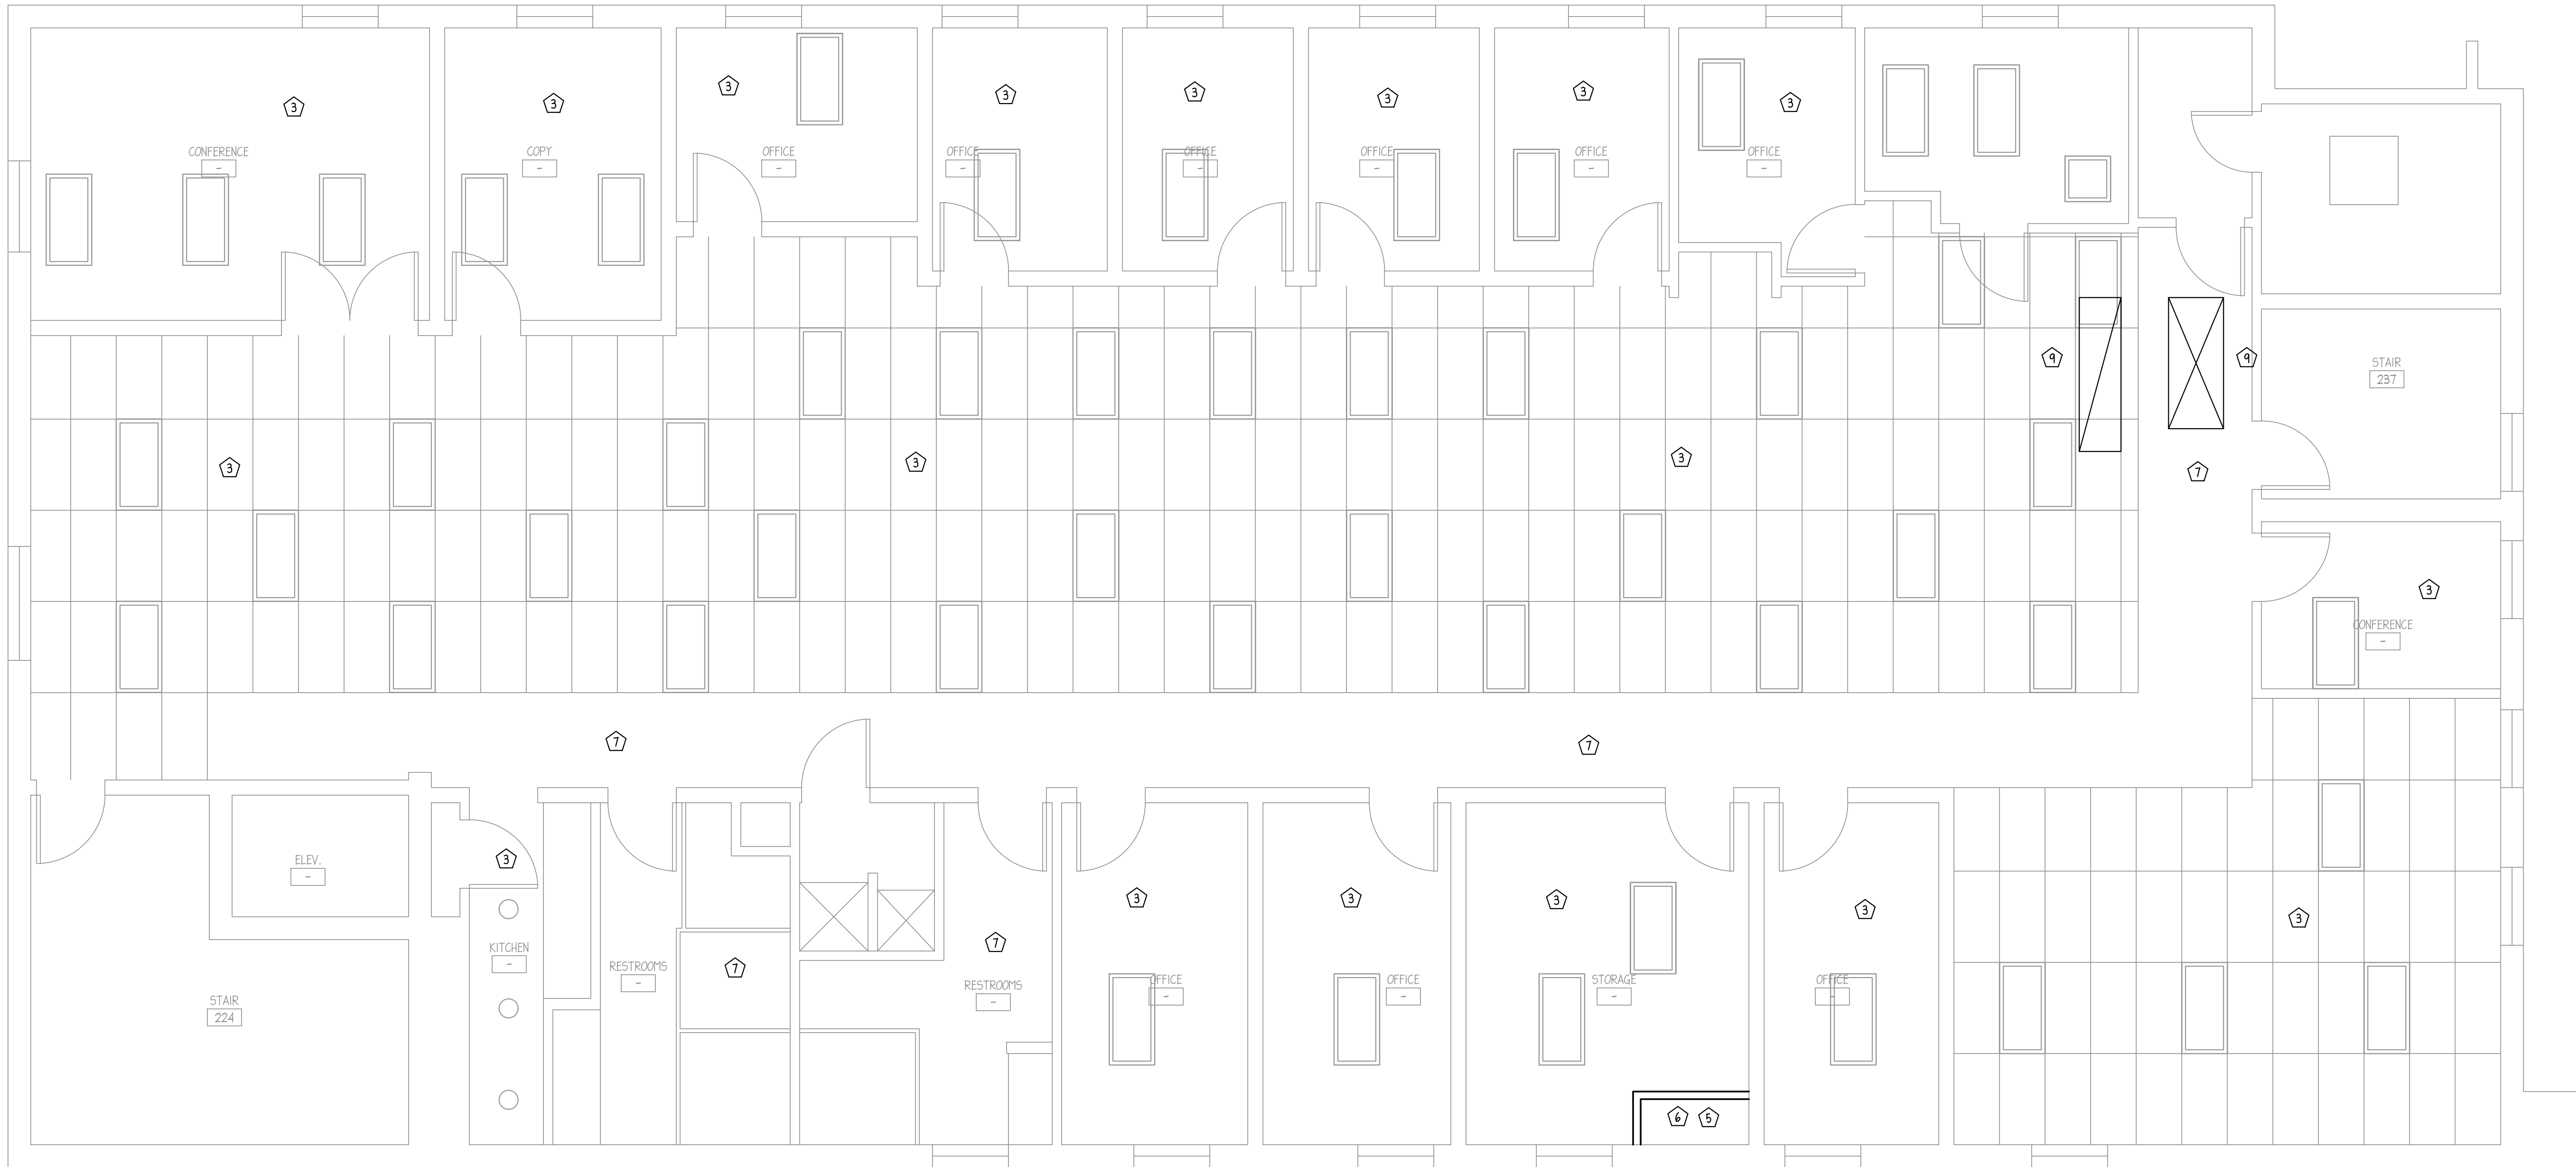 3
3
3
3
3
3
3
3
CONFERENCE
-
COPY
-
OFFICE
-
OFFICE
-
OFFICE
-
OFFICE
-
OFFICE
-
OFFICE
-
9
9
STAIR
237
3
3
3
7
3
CONFERENCE
-
7
7
3
ELEV.
-
3
3
3
3
3
7
7
KITCHEN
-
RESTROOMS
-
RESTROOMS
-
OFFICE
-
OFFICE
-
STORAGE
-
OFFICE
-
STAIR
224
6
5